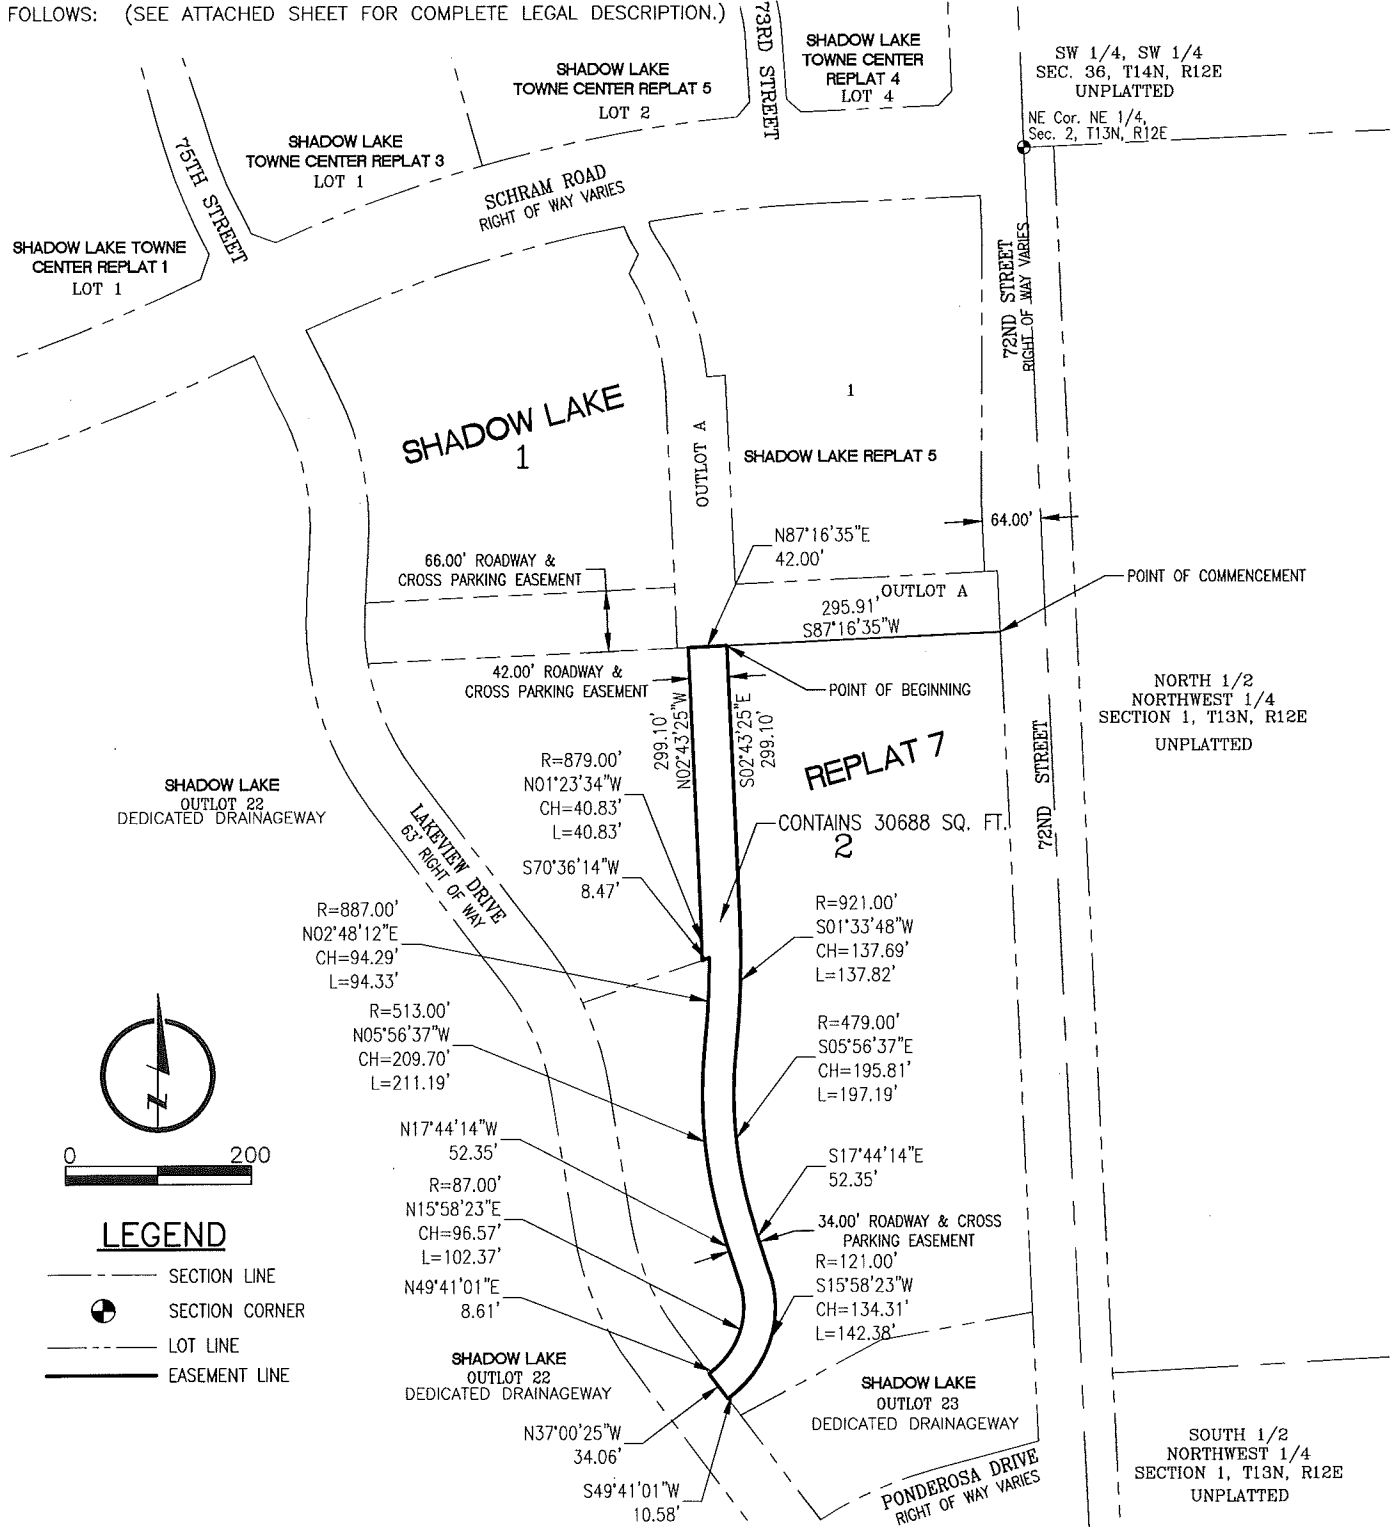 FOLLOWS: (SEE ATTACHED SHEET FOR COMPLETE LEGAL DESCRIPTION.)
73RD STREET
SHADOW LAKE
TOWNE CENTER
REPLAT 4
LOT 4
SW 1/4, SW 1/4
SEC. 36, T14N, R12E
UNPLATTED
NE Cor. NE 1/4,
Sec. 2, T13N, R12E
SHADOW LAKE
TOWNE CENTER REPLAT 5
LOT 2
SHADOW LAKE
TOWNE CENTER REPLAT 3
LOT 1
75TH STREET
SCHRAM ROAD
RIGHT OF WAY VARIES
SHADOW LAKE TOWNE
CENTER REPLAT 1
LOT 1
72ND STREET
RIGHT OF WAY VARIES
SHADOW LAKE
1
OUTLOT A
1
SHADOW LAKE REPLAT 5
64.00'
N87°16'35"E
42.00'
66.00' ROADWAY &
CROSS PARKING EASEMENT
POINT OF COMMENCEMENT
OUTLOT A
295.91'
S87°16'35"W
42.00' ROADWAY &
CROSS PARKING EASEMENT
POINT OF BEGINNING
299.10'
N02°43'25"W
S02°43'25"E
299.10'
NORTH 1/2
NORTHWEST 1/4
SECTION 1, T13N, R12E
UNPLATTED
REPLAT 7
72ND STREET
R=879.00'
N01°23'34"W
CH=40.83'
L=40.83'
SHADOW LAKE
OUTLOT 22
DEDICATED DRAINAGEWAY
LAKEVIEW DRIVE
63' RIGHT OF WAY
CONTAINS 30688 SQ. FT.
2
S70°36'14"W
8.47'
R=887.00'
N02°48'12"E
CH=94.29'
L=94.33'
R=921.00'
S01°33'48"W
CH=137.69'
L=137.82'
R=513.00'
N05°56'37"W
CH=209.70'
L=211.19'
R=479.00'
S05°56'37"E
CH=195.81'
L=197.19'
N
0 200
N17°44'14"W
52.35'
S17°44'14"E
52.35'
R=87.00'
N15°58'23"E
CH=96.57'
L=102.37'
34.00' ROADWAY & CROSS
PARKING EASEMENT
R=121.00'
S15°58'23"W
CH=134.31'
L=142.38'
N49°41'01"E
8.61'
LEGEND
SECTION LINE
SECTION CORNER
LOT LINE
EASEMENT LINE
SHADOW LAKE
OUTLOT 22
DEDICATED DRAINAGEWAY
SHADOW LAKE
OUTLOT 23
DEDICATED DRAINAGEWAY
N37°00'25"W
34.06'
S49°41'01"W
10.58'
PONDEROSA DRIVE
RIGHT OF WAY VARIES
SOUTH 1/2
NORTHWEST 1/4
SECTION 1, T13N, R12E
UNPLATTED